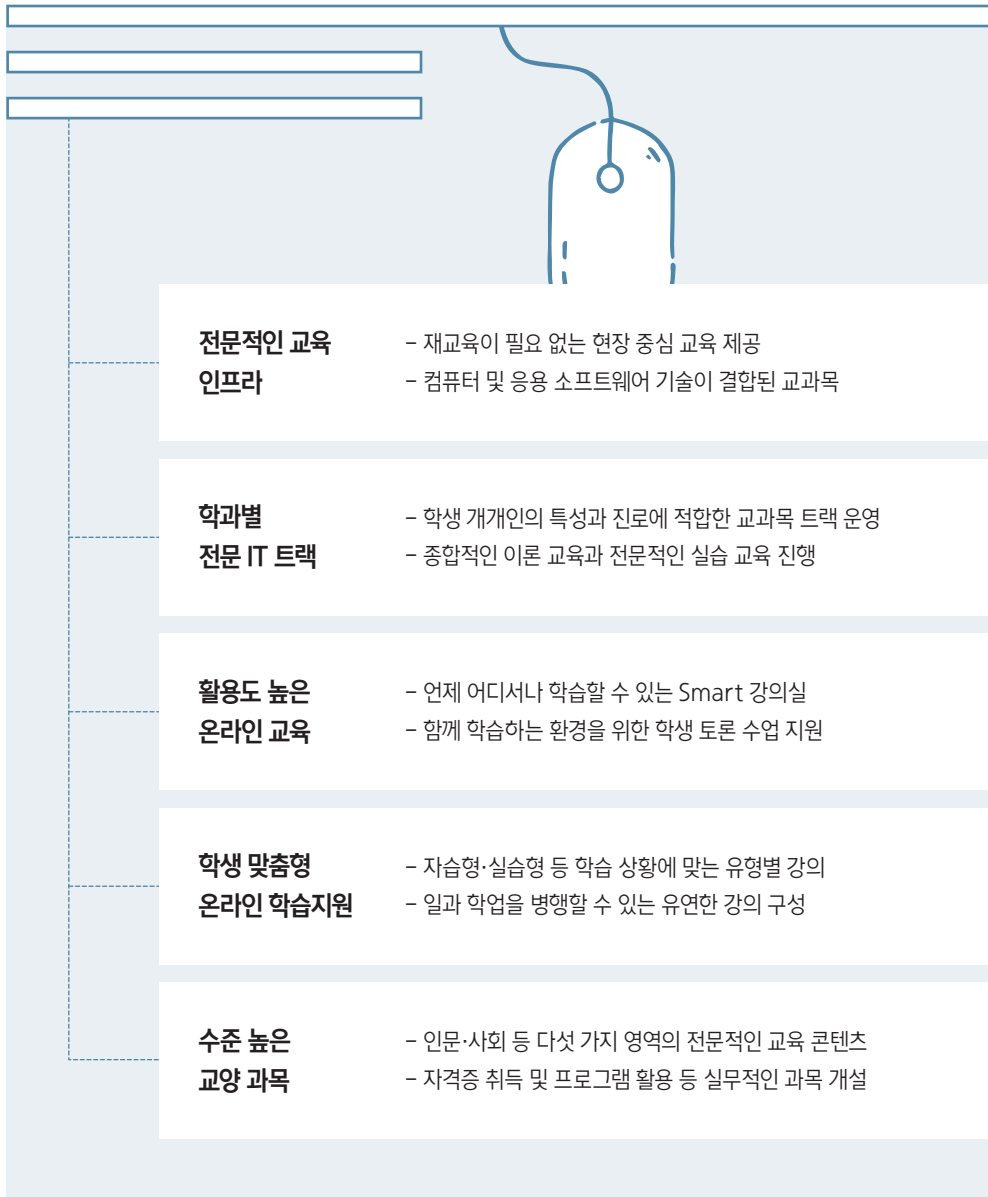 전문적인 교육
인프라
- 재교육이 필요 없는 현장 중심 교육 제공
- 컴퓨터 및 응용 소프트웨어 기술이 결합된 교과목
학과별
전문 IT 트랙
- 학생 개개인의 특성과 진로에 적합한 교과목 트랙 운영
- 종합적인 이론 교육과 전문적인 실습 교육 진행
활용도 높은
온라인 교육
- 언제 어디서나 학습할 수 있는 Smart 강의실
- 함께 학습하는 환경을 위한 학생 토론 수업 지원
학생 맞춤형
온라인 학습지원
- 자습형·실습형 등 학습 상황에 맞는 유형별 강의
- 일과 학업을 병행할 수 있는 유연한 강의 구성
수준 높은
교양 과목
- 인문·사회 등 다섯 가지 영역의 전문적인 교육 콘텐츠
- 자격증 취득 및 프로그램 활용 등 실무적인 과목 개설